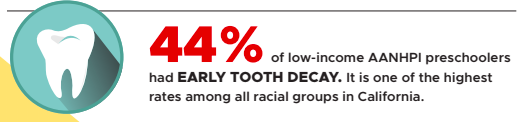 44% of low-income AANHPI preschoolers
had EARLY TOOTH DECAY. It is one of the highest
rates among all racial groups in California.